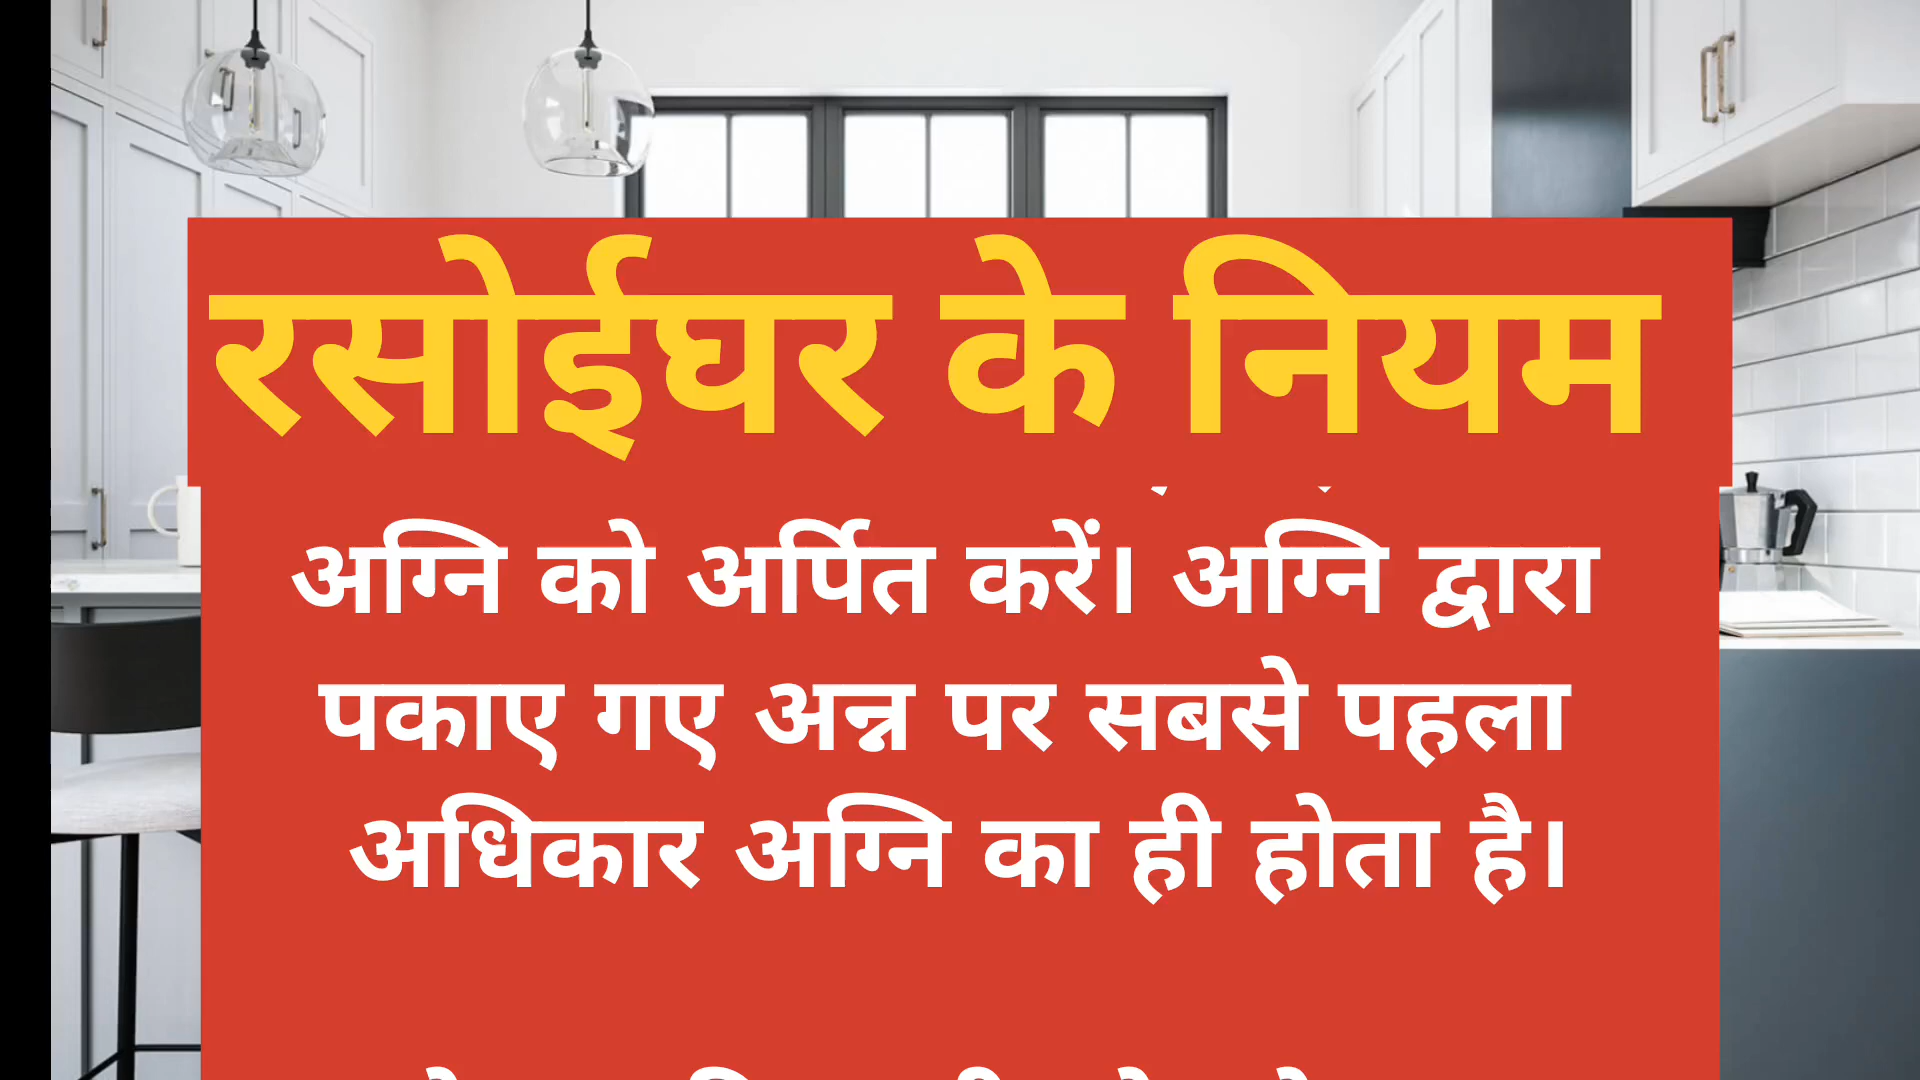 रसोईघर के नियम
अग्नि को अर्पित करें। अग्नि द्वारा
पकाए गए अन्न पर सबसे पहला
अधिकार अग्नि का ही होता है।